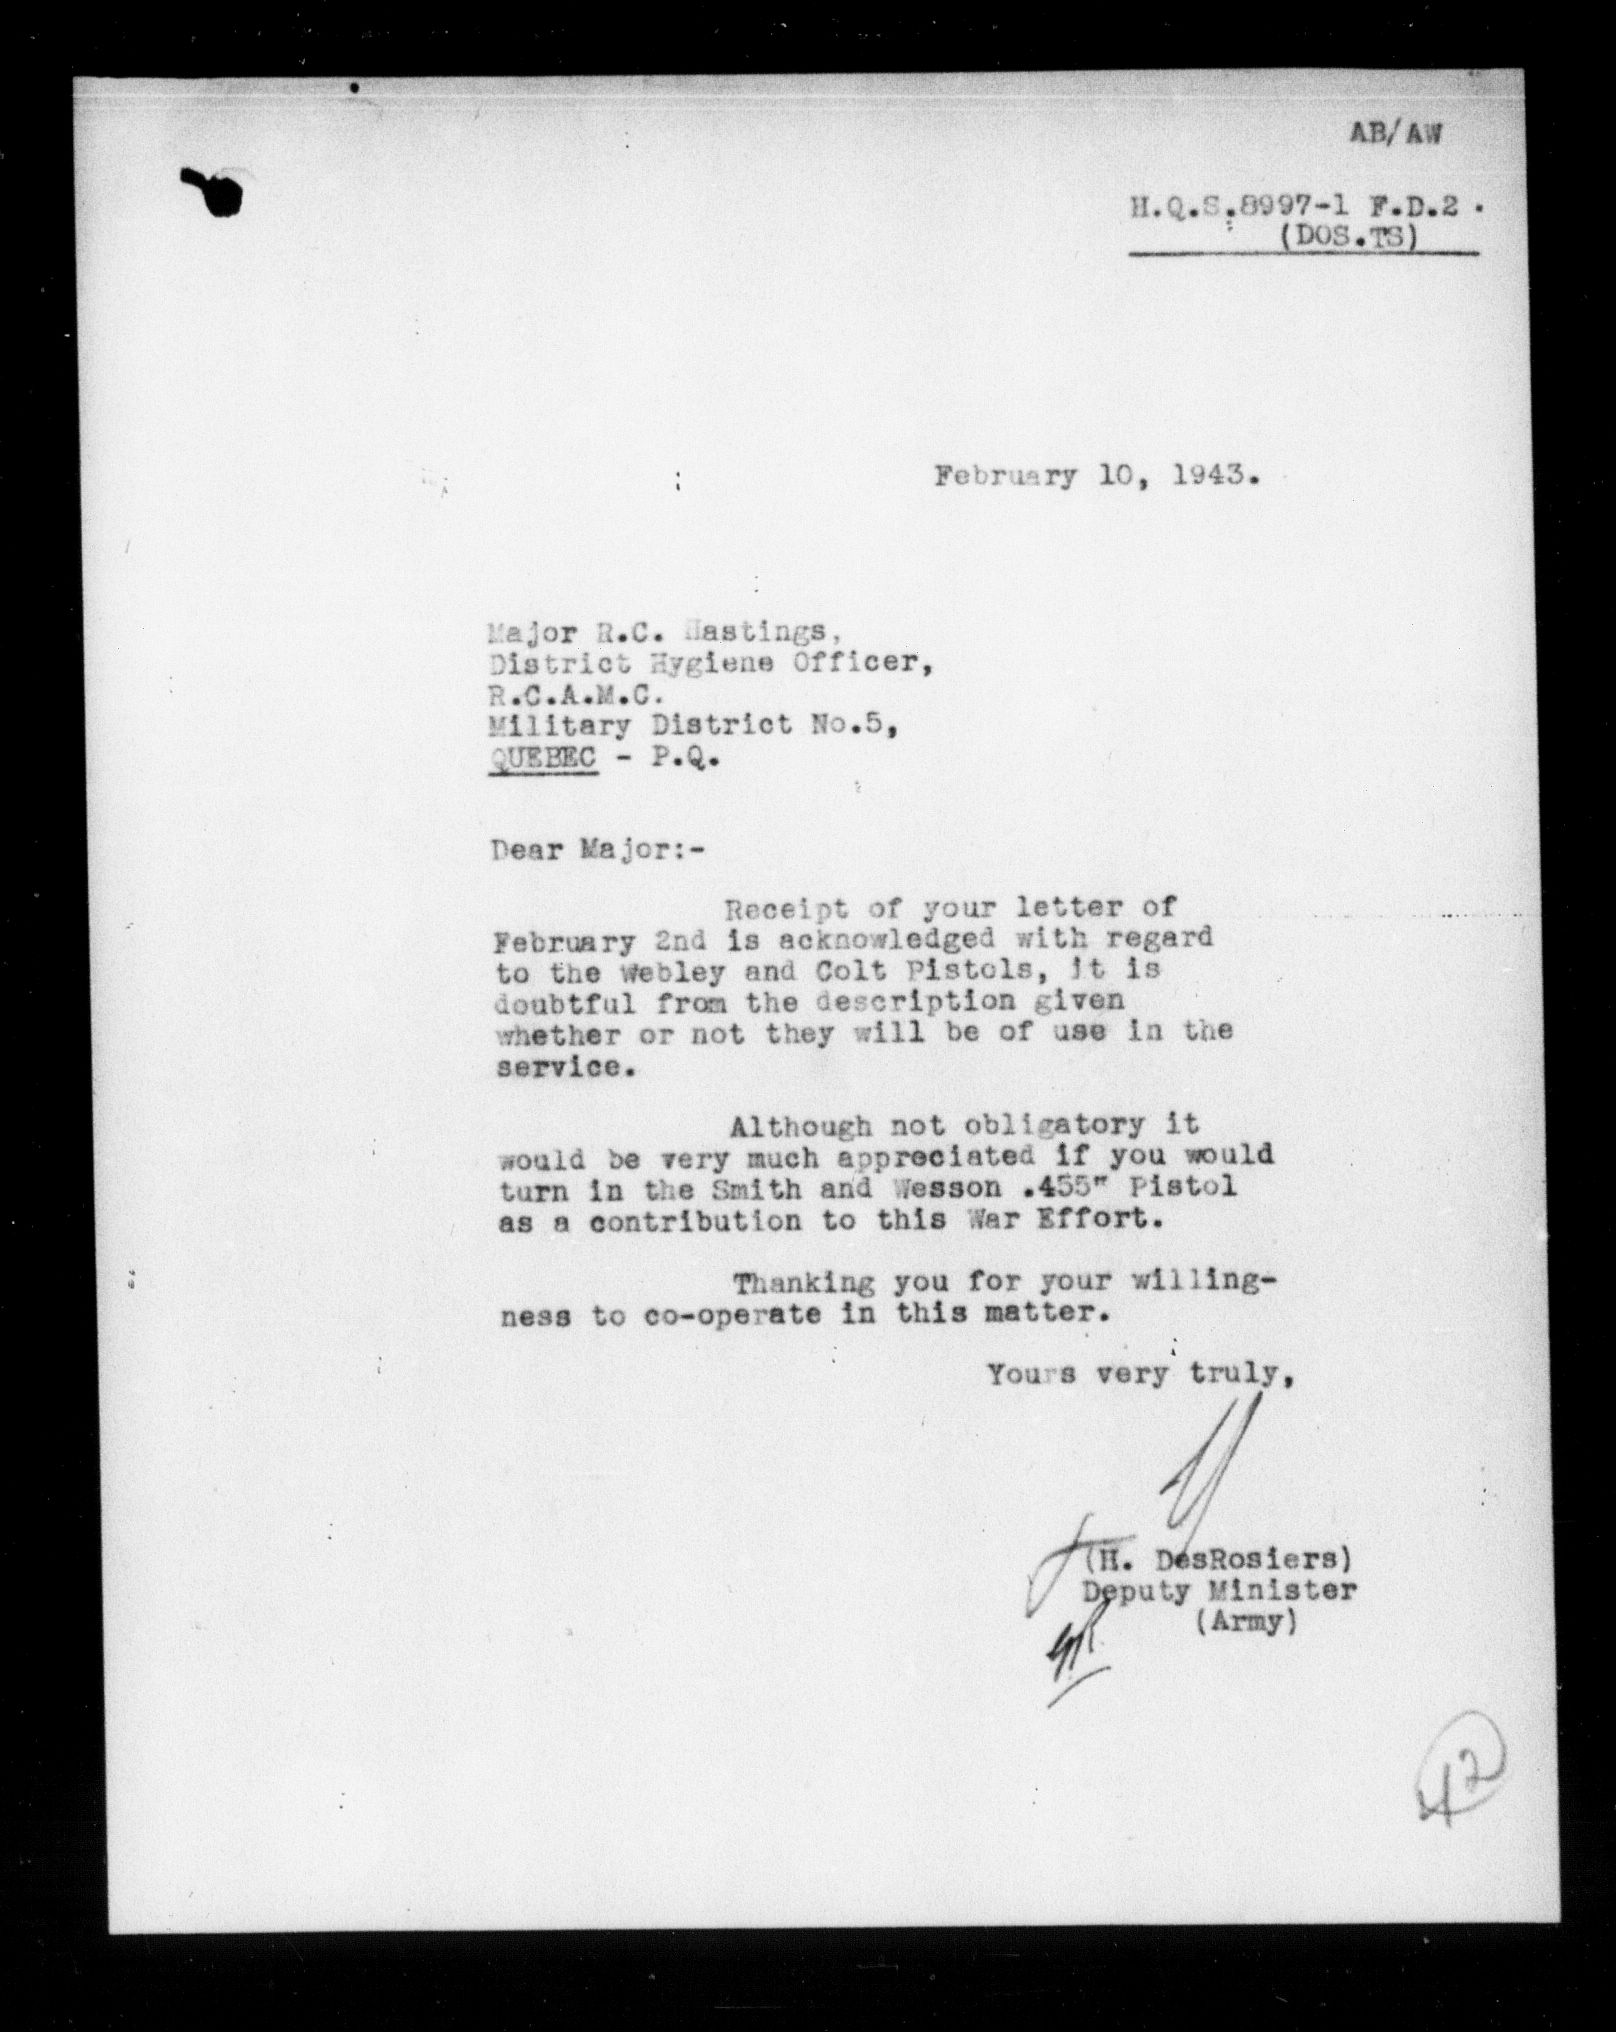 AB/AW
H.Q.S.8997-1 F.D.2.
(DOS.TS)
February 10, 1943.
Major R.C. Hastings,
District Hygiene Officer,
R.C.A.M.C.
Military District No.5,
QUEBEC - P.Q.
Dear Major:-
Receipt of your letter of
February 2nd is acknowledged with regard
to the Webley and Colt Pistols, it is
doubtful from the description given
whether or not they will be of use in the
service.
Although not obligatory it
would be very much appreciated if you would
turn in the Smith and Wesson .455" Pistol
as a contribution to this War Effort.
Thanking you for your willing-
ness to co-operate in this matter.
Yours very truly,
(H. DesRosiers)
Deputy Minister
(Army)
42